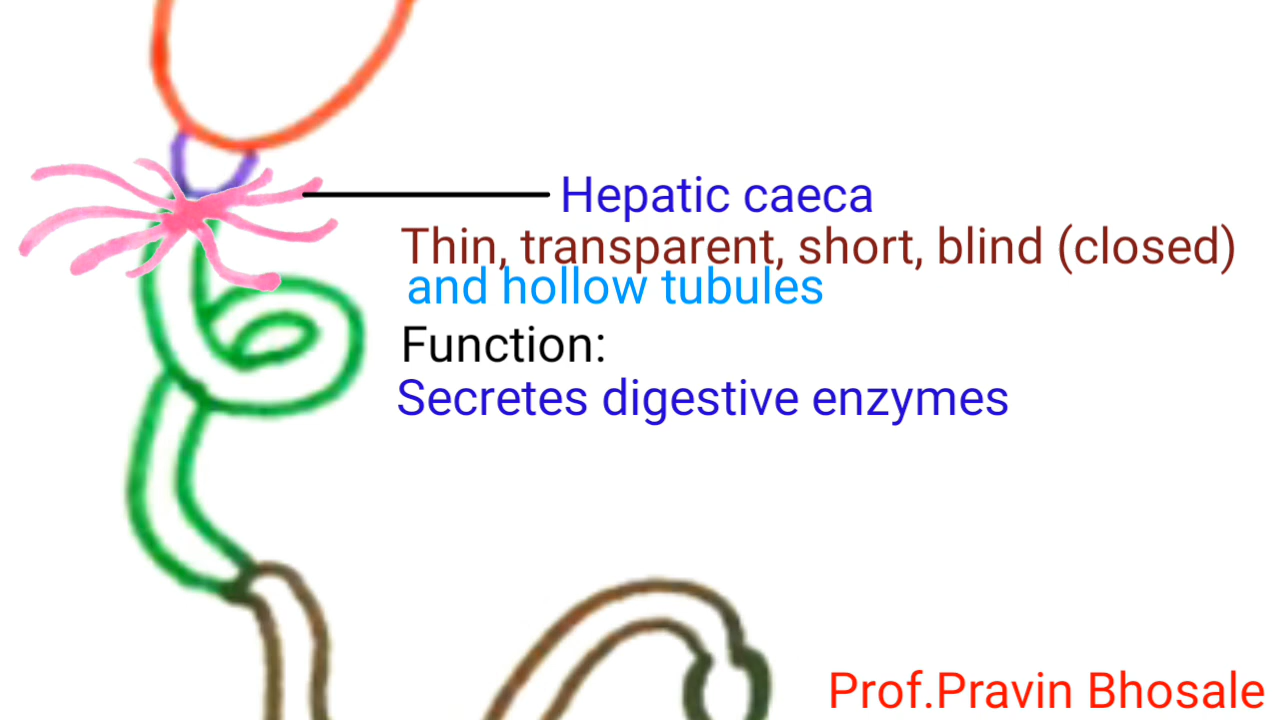 Hepatic caeca
Thin, transparent, short, blind (closed)
and hollow tubules
Function:
Secretes digestive enzymes
Prof.Pravin Bhosale